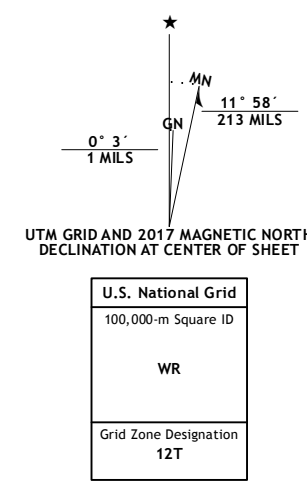 ★
MN
GN
11° 58´
213 MILS
0° 3´
1 MILS
UTM GRID AND 2017 MAGNETIC NORTH
DECLINATION AT CENTER OF SHEET
U.S. National Grid
100,000-m Square ID
WR
Grid Zone Designation
12T